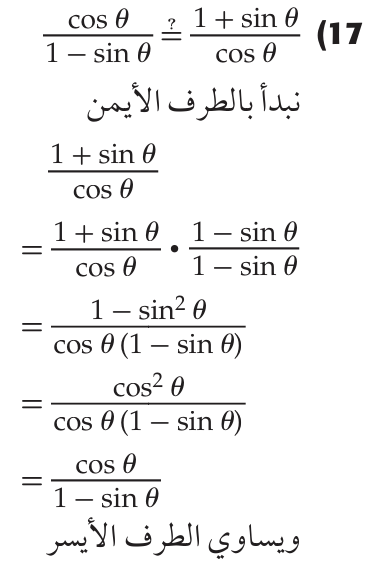 17) cos θ / (1 − sin θ) ≟ (1 + sin θ) / cos θ
نبدأ بالطرف الأيمن
(1 + sin θ) / cos θ
= (1 + sin θ) / cos θ • (1 − sin θ) / (1 − sin θ)
= (1 − sin² θ) / (cos θ (1 − sin θ))
= cos² θ / (cos θ (1 − sin θ))
= cos θ / (1 − sin θ)
ويساوي الطرف الأيسر